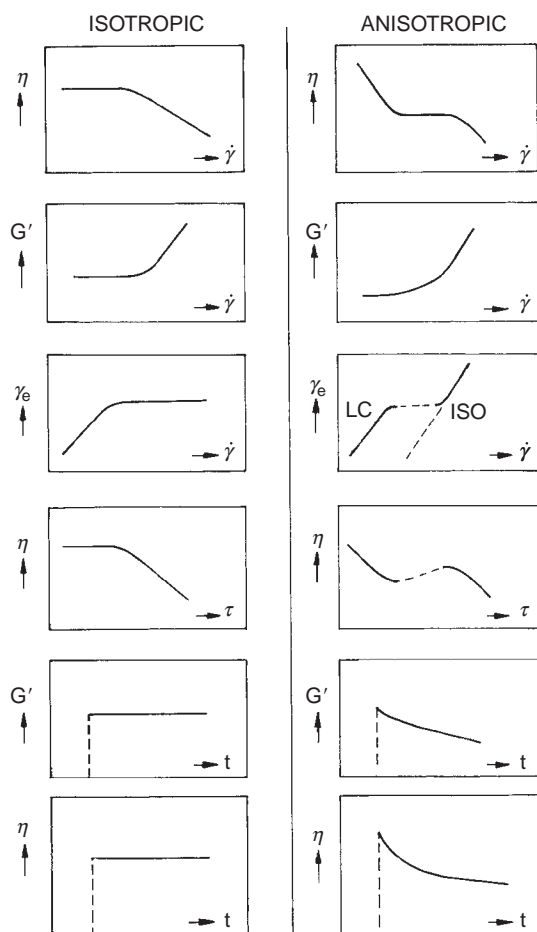 ISOTROPIC ANISOTROPIC
η γ̇ η γ̇
G′ γ̇ G′ γ̇
γe γ̇ γe LC ISO γ̇
η τ η τ
G′ t G′ t
η t η t